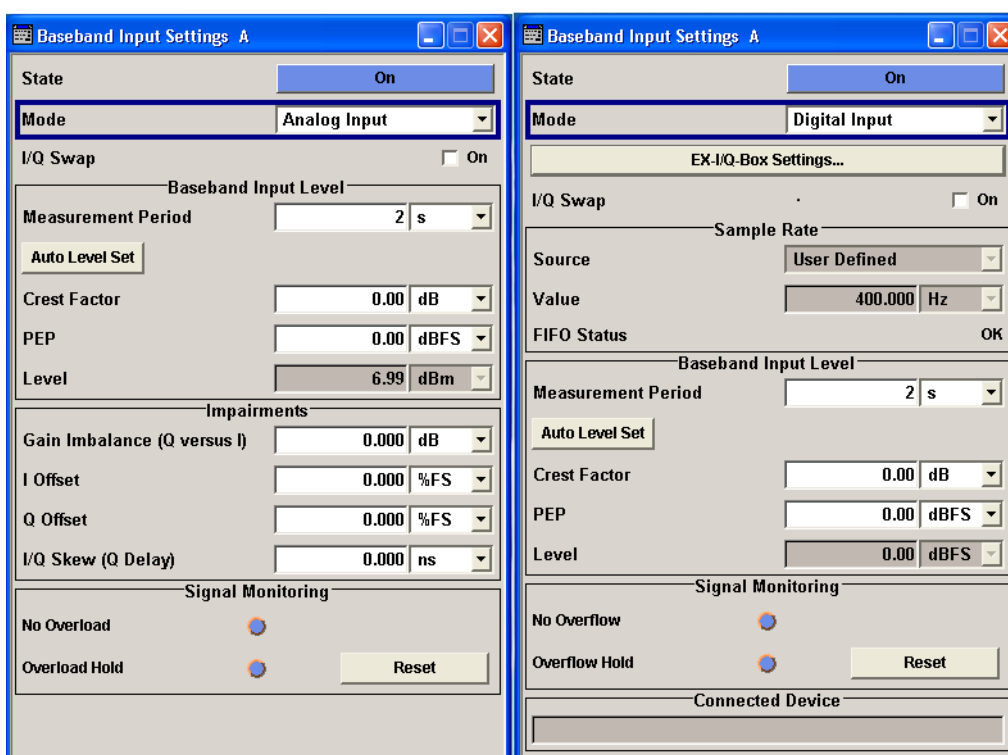 Baseband Input Settings A
State On
Mode Analog Input
I/Q Swap On
Baseband Input Level
Measurement Period 2 s
Auto Level Set
Crest Factor 0.00 dB
PEP 0.00 dBFS
Level 6.99 dBm
Impairments
Gain Imbalance (Q versus I) 0.000 dB
I Offset 0.000 %FS
Q Offset 0.000 %FS
I/Q Skew (Q Delay) 0.000 ns
Signal Monitoring
No Overload
Overload Hold Reset
Baseband Input Settings A
State On
Mode Digital Input
EX-I/Q-Box Settings...
I/Q Swap On
Sample Rate
Source User Defined
Value 400.000 Hz
FIFO Status OK
Baseband Input Level
Measurement Period 2 s
Auto Level Set
Crest Factor 0.00 dB
PEP 0.00 dBFS
Level 0.00 dBFS
Signal Monitoring
No Overflow
Overflow Hold Reset
Connected Device